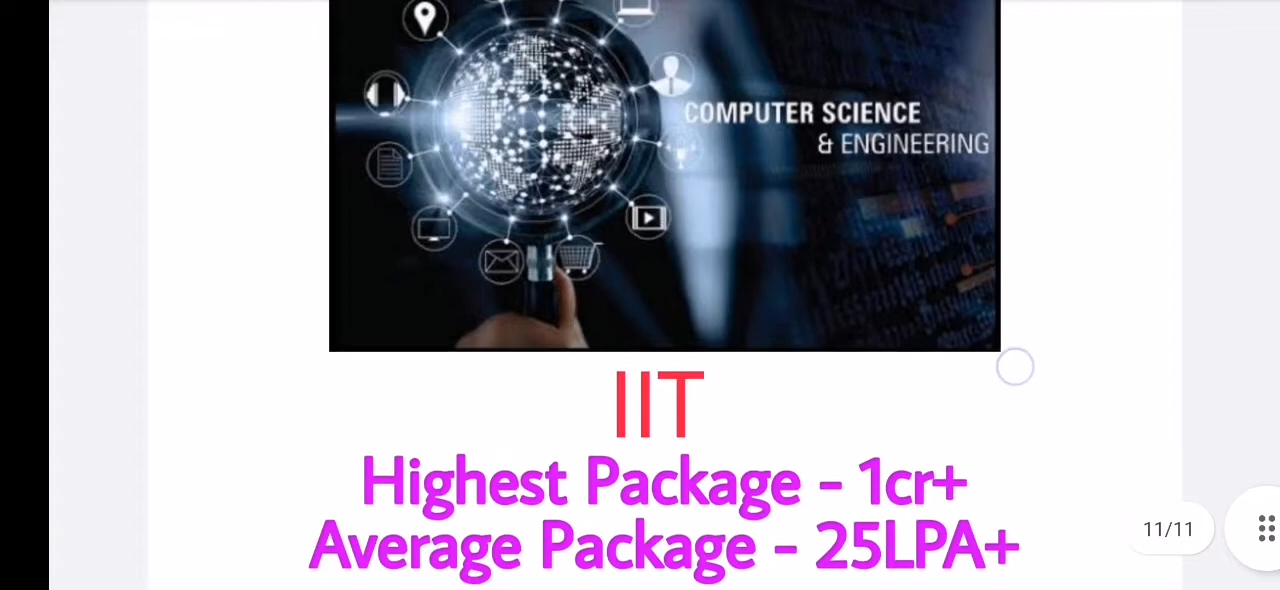 COMPUTER SCIENCE
& ENGINEERING
IIT
Highest Package - 1cr+
Average Package - 25LPA+
11/11